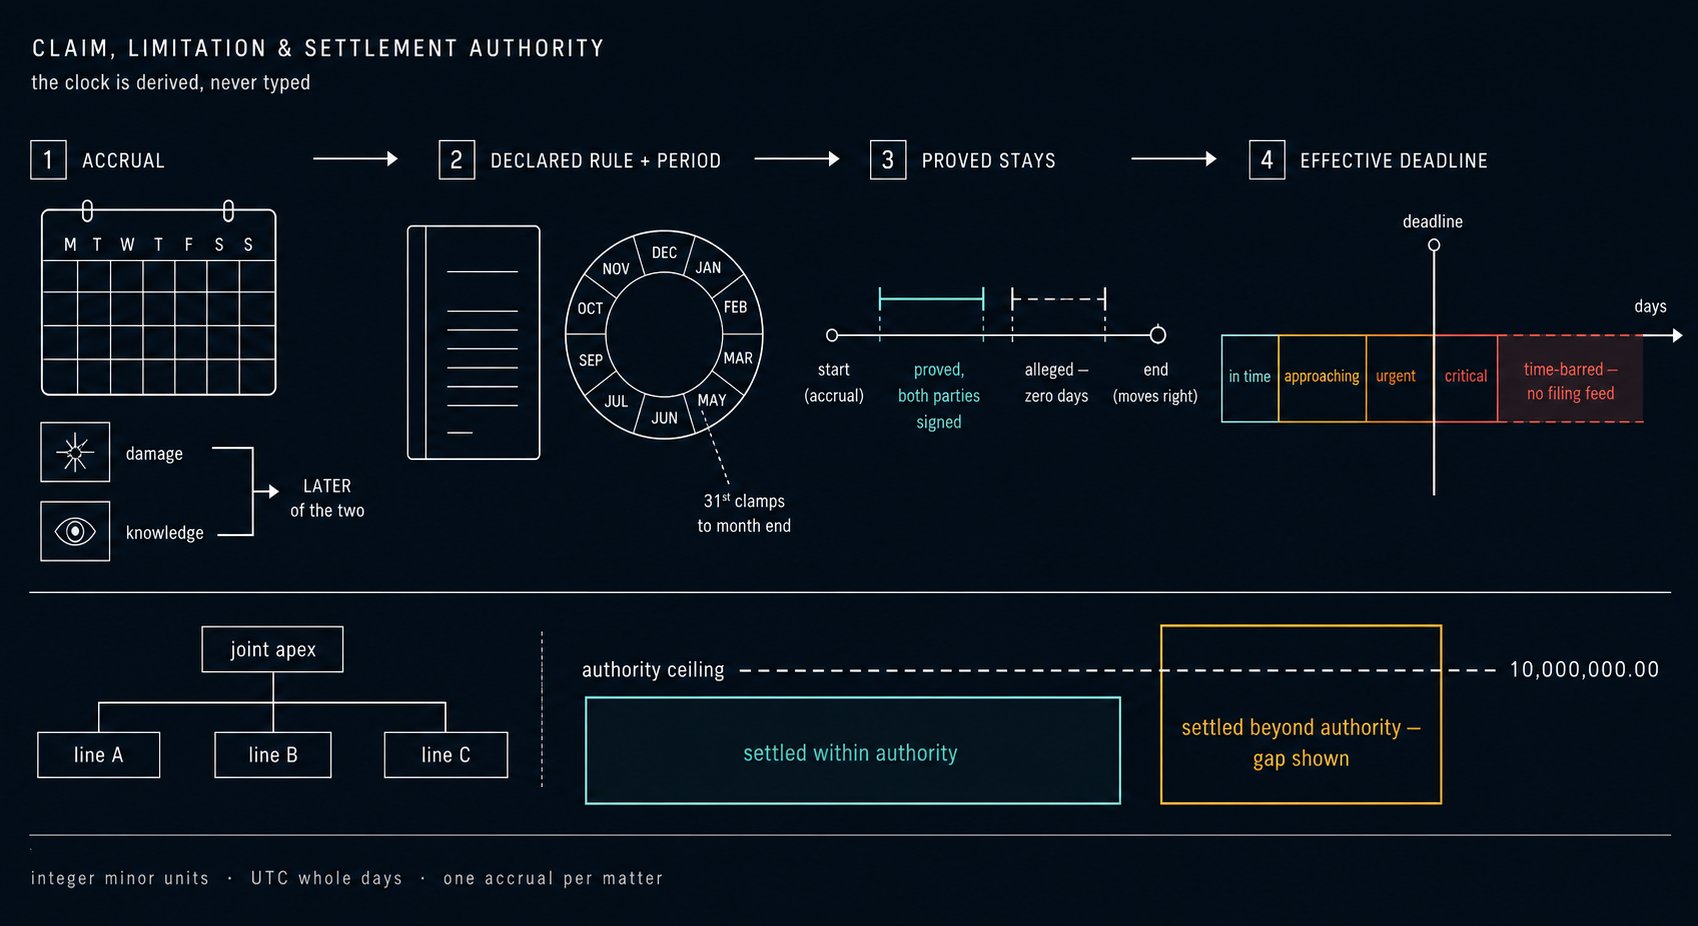 CLAIM, LIMITATION & SETTLEMENT AUTHORITY
the clock is derived, never typed
1 ACCRUAL
2 DECLARED RULE + PERIOD
3 PROVED STAYS
4 EFFECTIVE DEADLINE
M T W T F S S
damage
knowledge
LATER
of the two
DEC
JAN
FEB
MAR
MAY
JUN
JUL
SEP
OCT
NOV
31st clamps
to month end
start
(accrual)
proved,
both parties
signed
alleged —
zero days
end
(moves right)
deadline
days
in time
approaching
urgent
critical
time-barred —
no filing feed
joint apex
line A
line B
line C
authority ceiling
10,000,000.00
settled within authority
settled beyond authority —
gap shown
integer minor units · UTC whole days · one accrual per matter